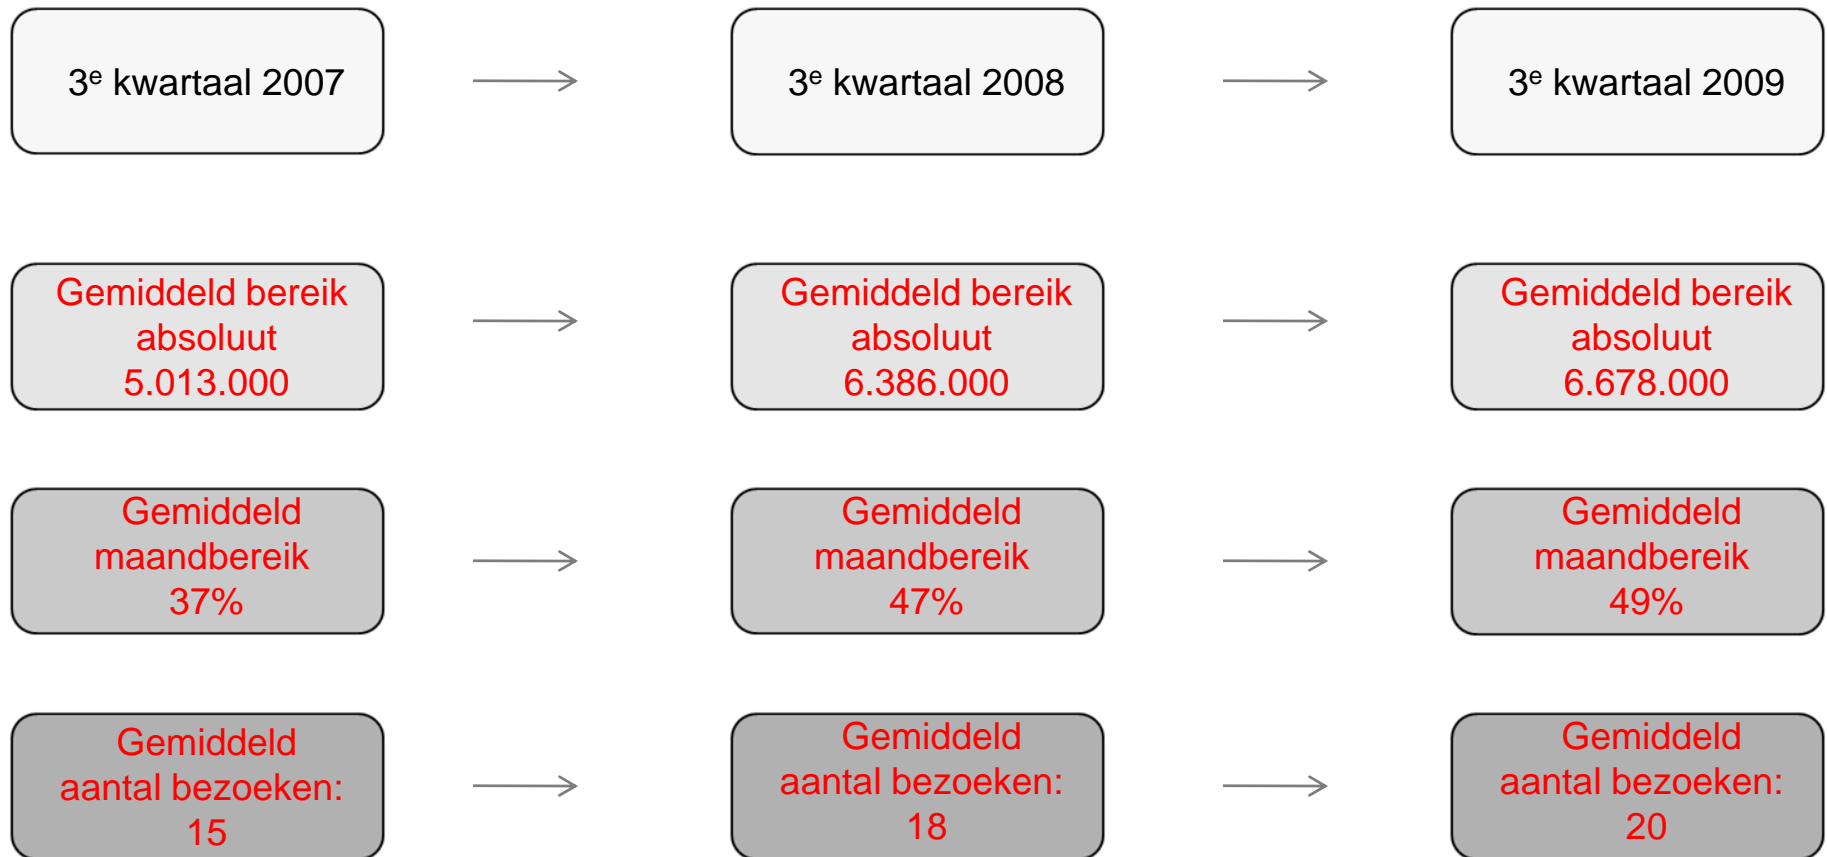 3e kwartaal 2007
3e kwartaal 2008
3e kwartaal 2009
Gemiddeld bereik
absoluut
5.013.000
Gemiddeld bereik
absoluut
6.386.000
Gemiddeld bereik
absoluut
6.678.000
Gemiddeld
maandbereik
37%
Gemiddeld
maandbereik
47%
Gemiddeld
maandbereik
49%
Gemiddeld
aantal bezoeken:
15
Gemiddeld
aantal bezoeken:
18
Gemiddeld
aantal bezoeken:
20